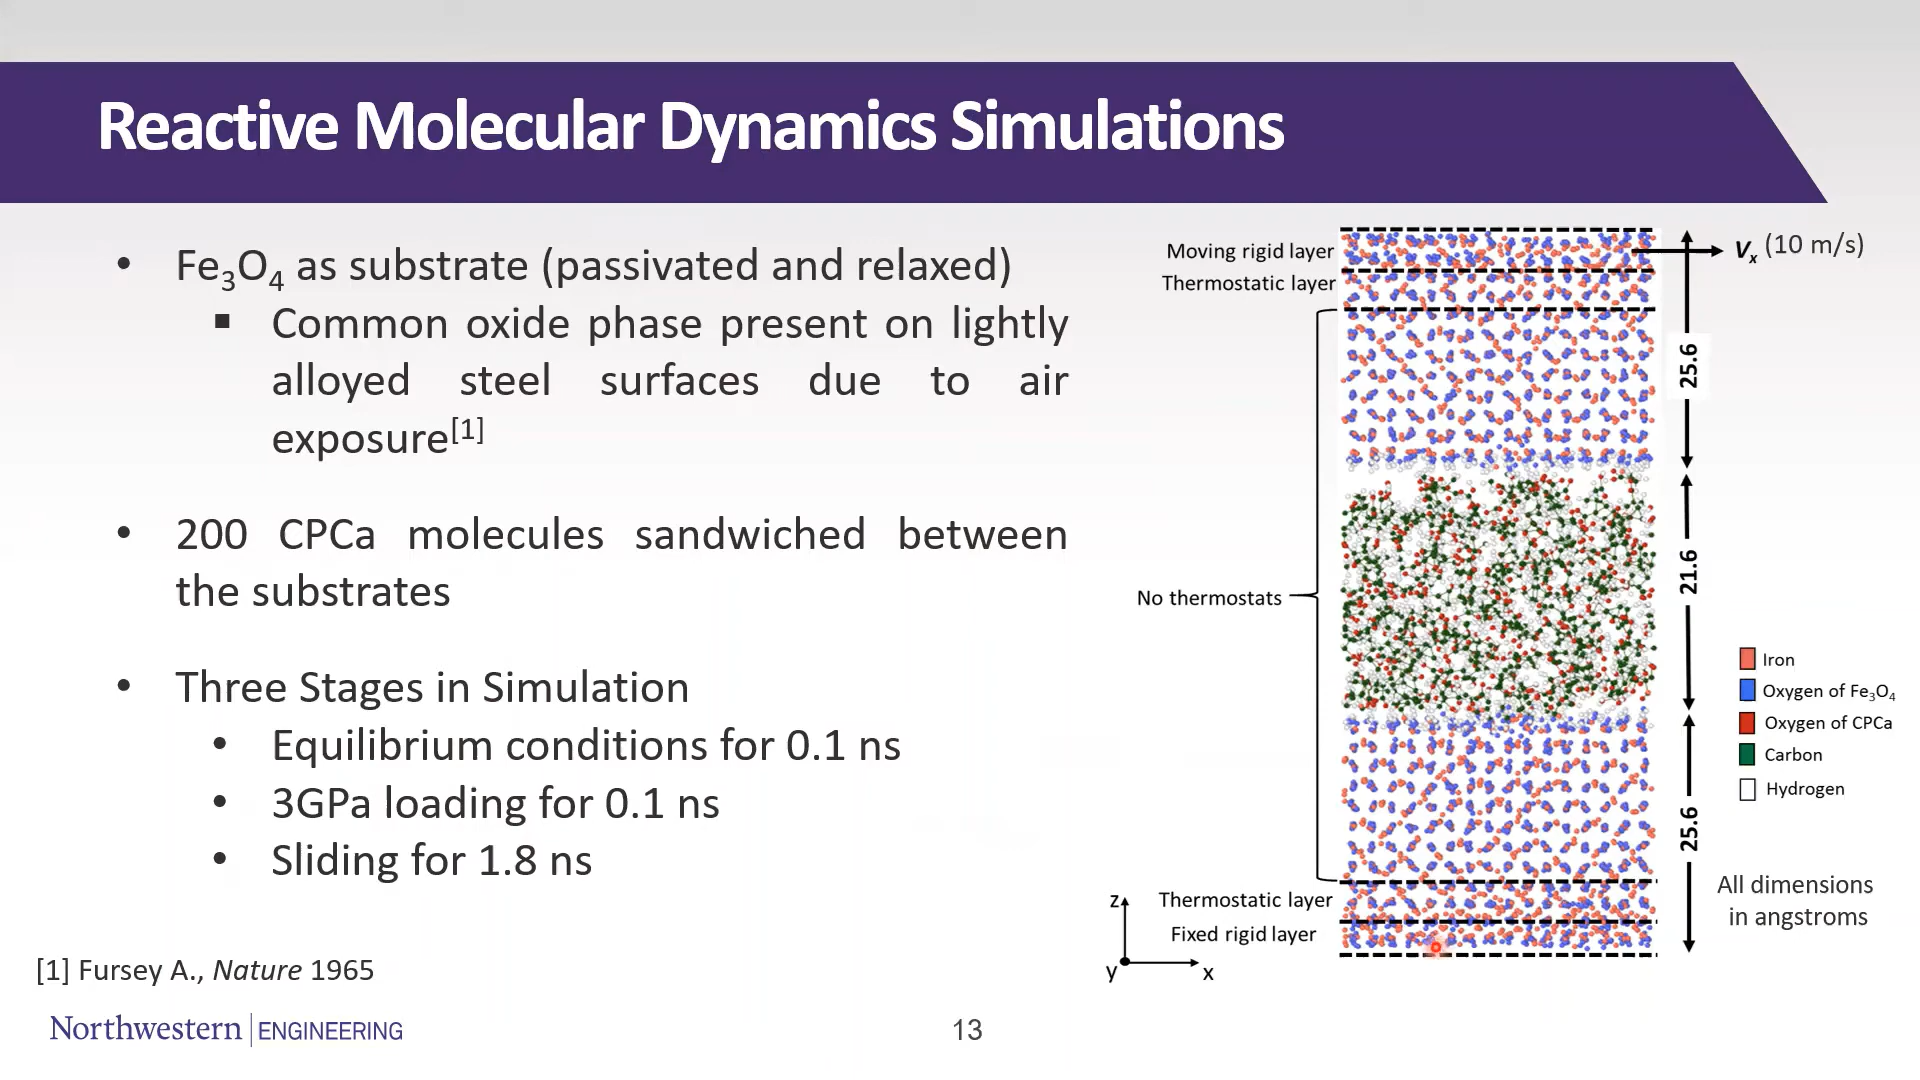 Reactive Molecular Dynamics Simulations
• Fe₃O₄ as substrate (passivated and relaxed)
▪ Common oxide phase present on lightly
alloyed steel surfaces due to air
exposure[1]
• 200 CPCa molecules sandwiched between
the substrates
• Three Stages in Simulation
• Equilibrium conditions for 0.1 ns
• 3GPa loading for 0.1 ns
• Sliding for 1.8 ns
[1] Fursey A., Nature 1965
Northwestern | ENGINEERING
13
Moving rigid layer
Thermostatic layer
No thermostats
Thermostatic layer
Fixed rigid layer
z
y
x
Vₓ (10 m/s)
25.6
21.6
25.6
Iron
Oxygen of Fe₃O₄
Oxygen of CPCa
Carbon
Hydrogen
All dimensions
in angstroms